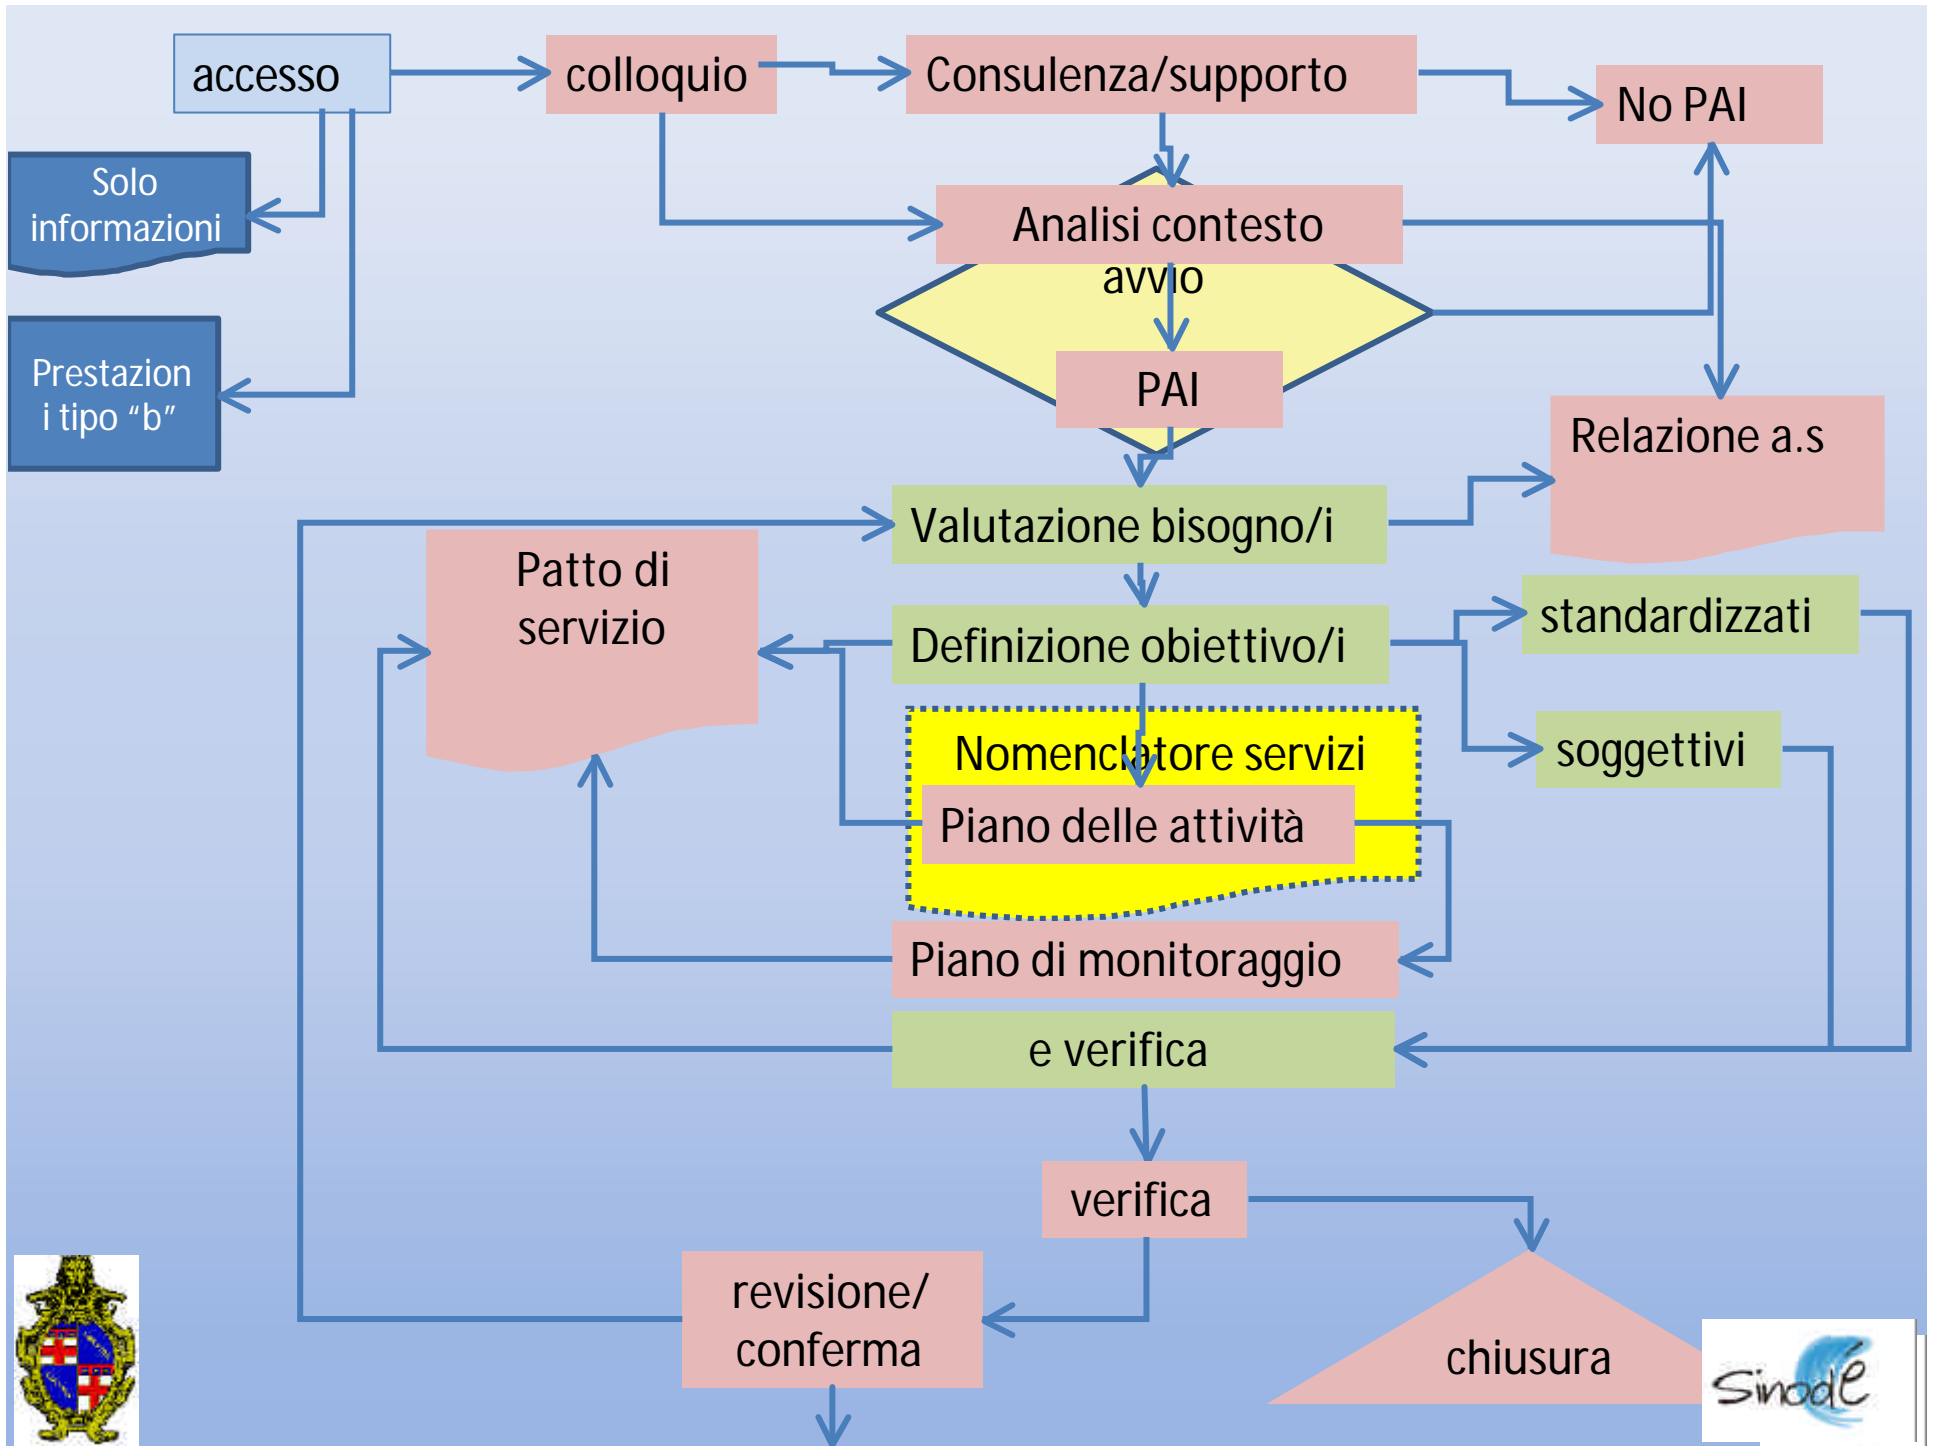 accesso
colloquio
Consulenza/supporto
No PAI
Solo
informazioni
Analisi contesto
avvio
Prestazion
i tipo “b”
PAI
Relazione a.s
Valutazione bisogno/i
Patto di
servizio
standardizzati
Definizione obiettivo/i
soggettivi
Nomenclatore servizi
Piano delle attività
Piano di monitoraggio
e verifica
verifica
revisione/
conferma
chiusura
Sinodé